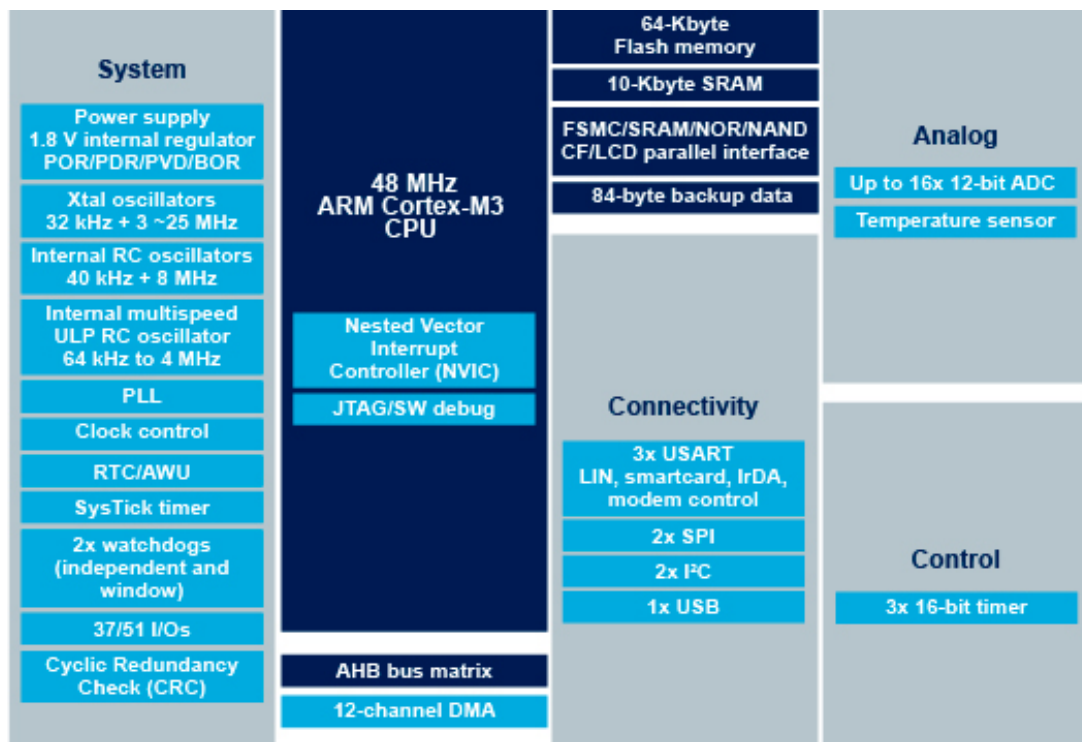 System
Power supply
1.8 V internal regulator
POR/PDR/PVD/BOR
Xtal oscillators
32 kHz + 3 ~25 MHz
Internal RC oscillators
40 kHz + 8 MHz
Internal multispeed
ULP RC oscillator
64 kHz to 4 MHz
PLL
Clock control
RTC/AWU
SysTick timer
2x watchdogs
(independent and
window)
37/51 I/Os
Cyclic Redundancy
Check (CRC)
48 MHz
ARM Cortex-M3
CPU
Nested Vector
Interrupt
Controller (NVIC)
JTAG/SW debug
AHB bus matrix
12-channel DMA
64-Kbyte
Flash memory
10-Kbyte SRAM
FSMC/SRAM/NOR/NAND
CF/LCD parallel interface
84-byte backup data
Connectivity
3x USART
LIN, smartcard, IrDA,
modem control
2x SPI
2x I²C
1x USB
Analog
Up to 16x 12-bit ADC
Temperature sensor
Control
3x 16-bit timer